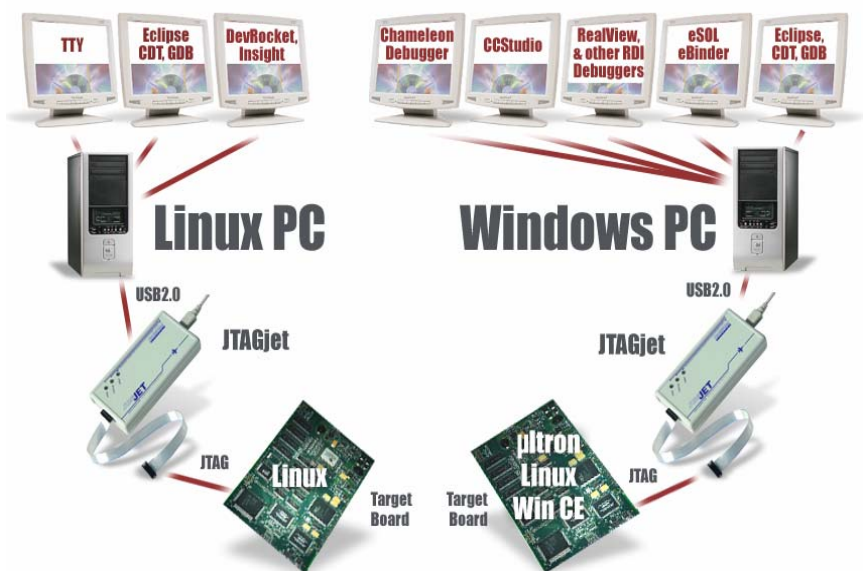 TTY
Eclipse
CDT, GDB
DevRocket,
Insight
Chameleon
Debugger
CCStudio
RealView,
& other RDI
Debuggers
eSOL
eBinder
Eclipse,
CDT, GDB
Linux PC
Windows PC
USB2.0
USB2.0
JTAGjet
JTAGjet
JET
JET
JTAG
Linux
Target
Board
Target
Board
µItron
Linux
Win CE
JTAG